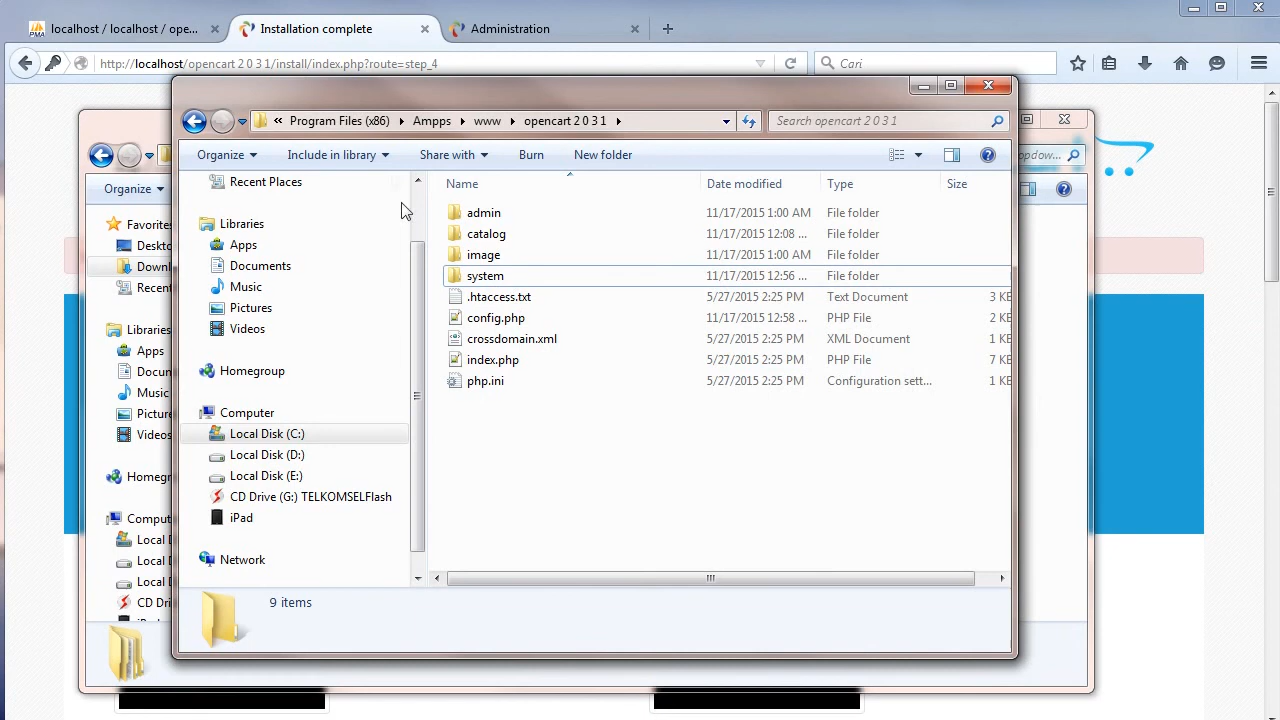 localhost / localhost / ope...
Installation complete
Administration
http://localhost/opencart 2 0 3 1/install/index.php?route=step_4
Cari
Program Files (x86)
Ampps
www
opencart 2 0 3 1
Search opencart 2 0 3 1
Organize
Include in library
Share with
Burn
New folder
Recent Places
Libraries
Apps
Documents
Music
Pictures
Videos
Homegroup
Computer
Local Disk (C:)
Local Disk (D:)
Local Disk (E:)
CD Drive (G:) TELKOMSELFlash
iPad
Network
Name Date modified Type Size
admin 11/17/2015 1:00 AM File folder
catalog 11/17/2015 12:08 ... File folder
image 11/17/2015 1:00 AM File folder
system 11/17/2015 12:56 ... File folder
.htaccess.txt 5/27/2015 2:25 PM Text Document 3 KB
config.php 11/17/2015 12:58 ... PHP File 2 KB
crossdomain.xml 5/27/2015 2:25 PM XML Document 1 KB
index.php 5/27/2015 2:25 PM PHP File 7 KB
php.ini 5/27/2015 2:25 PM Configuration sett... 1 KB
9 items
Organize
Favorites
Deskto
Downl
Recent
Libraries
Apps
Docun
Music
Picture
Videos
Homegr
Compute
Local D
Local D
Local D
CD Dri
opdow...